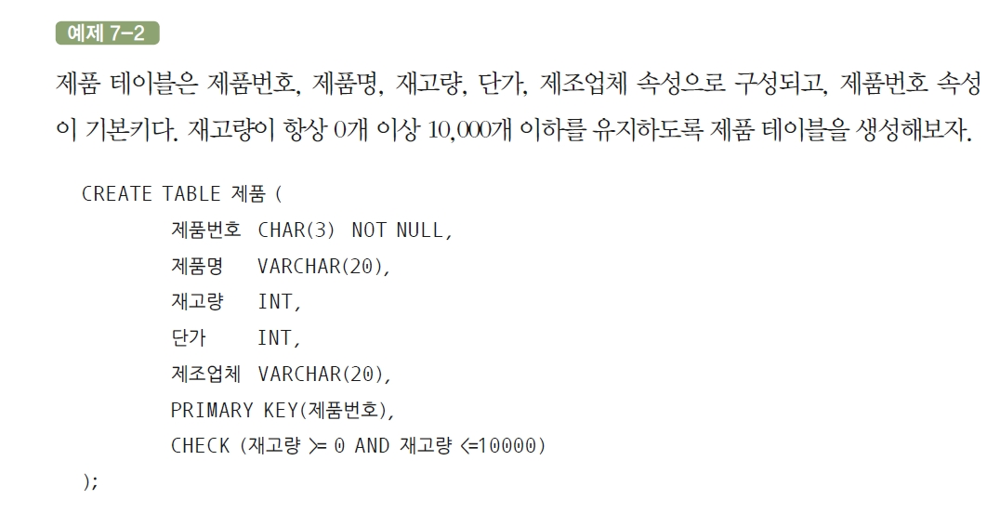 예제 7-2
제품 테이블은 제품번호, 제품명, 재고량, 단가, 제조업체 속성으로 구성되고, 제품번호 속성
이 기본키다. 재고량이 항상 0개 이상 10,000개 이하를 유지하도록 제품 테이블을 생성해보자.
CREATE TABLE 제품 (
제품번호 CHAR(3) NOT NULL,
제품명 VARCHAR(20),
재고량 INT,
단가 INT,
제조업체 VARCHAR(20),
PRIMARY KEY(제품번호),
CHECK (재고량 >= 0 AND 재고량 <=10000)
);